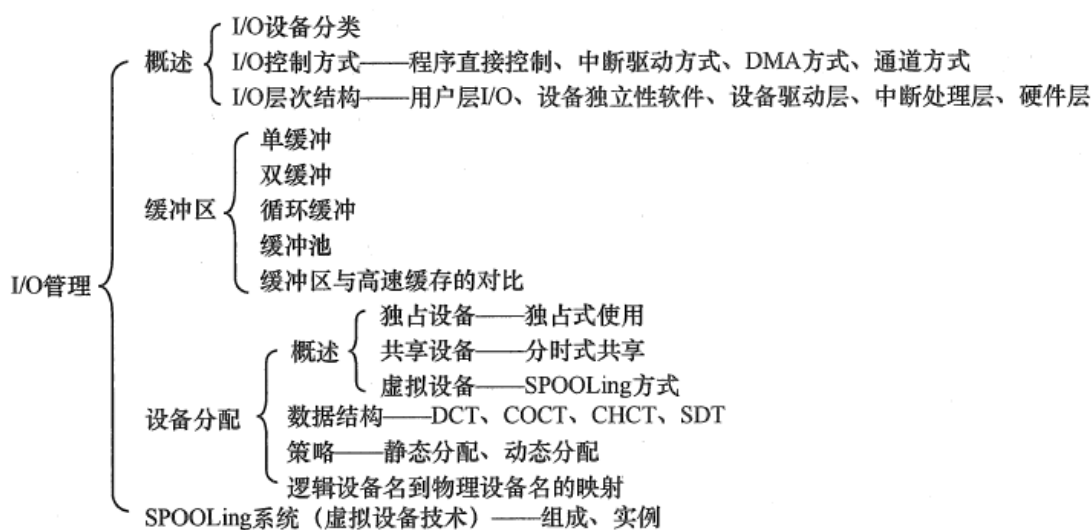 I/O设备分类
概述
I/O控制方式——程序直接控制、中断驱动方式、DMA方式、通道方式
I/O层次结构——用户层I/O、设备独立性软件、设备驱动层、中断处理层、硬件层
单缓冲
双缓冲
缓冲区
循环缓冲
缓冲池
缓冲区与高速缓存的对比
I/O管理
独占设备——独占式使用
概述
共享设备——分时式共享
虚拟设备——SPOOLing方式
设备分配
数据结构——DCT、COCT、CHCT、SDT
策略——静态分配、动态分配
逻辑设备名到物理设备名的映射
SPOOLing系统（虚拟设备技术）——组成、实例